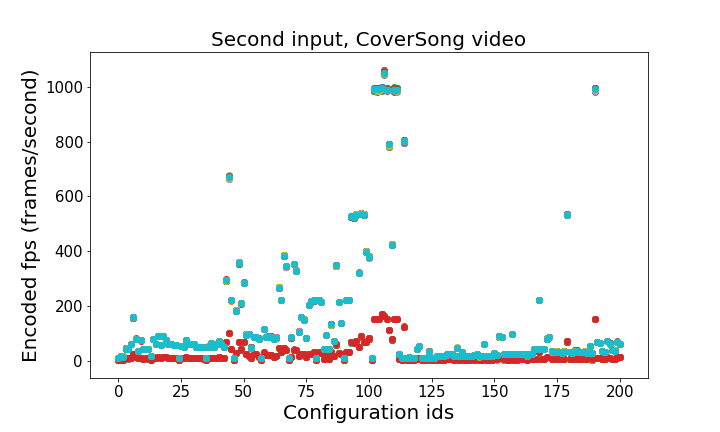 Second input, CoverSong video
Encoded fps (frames/second)
1000
800
600
400
200
0
0 25 50 75 100 125 150 175 200
Configuration ids